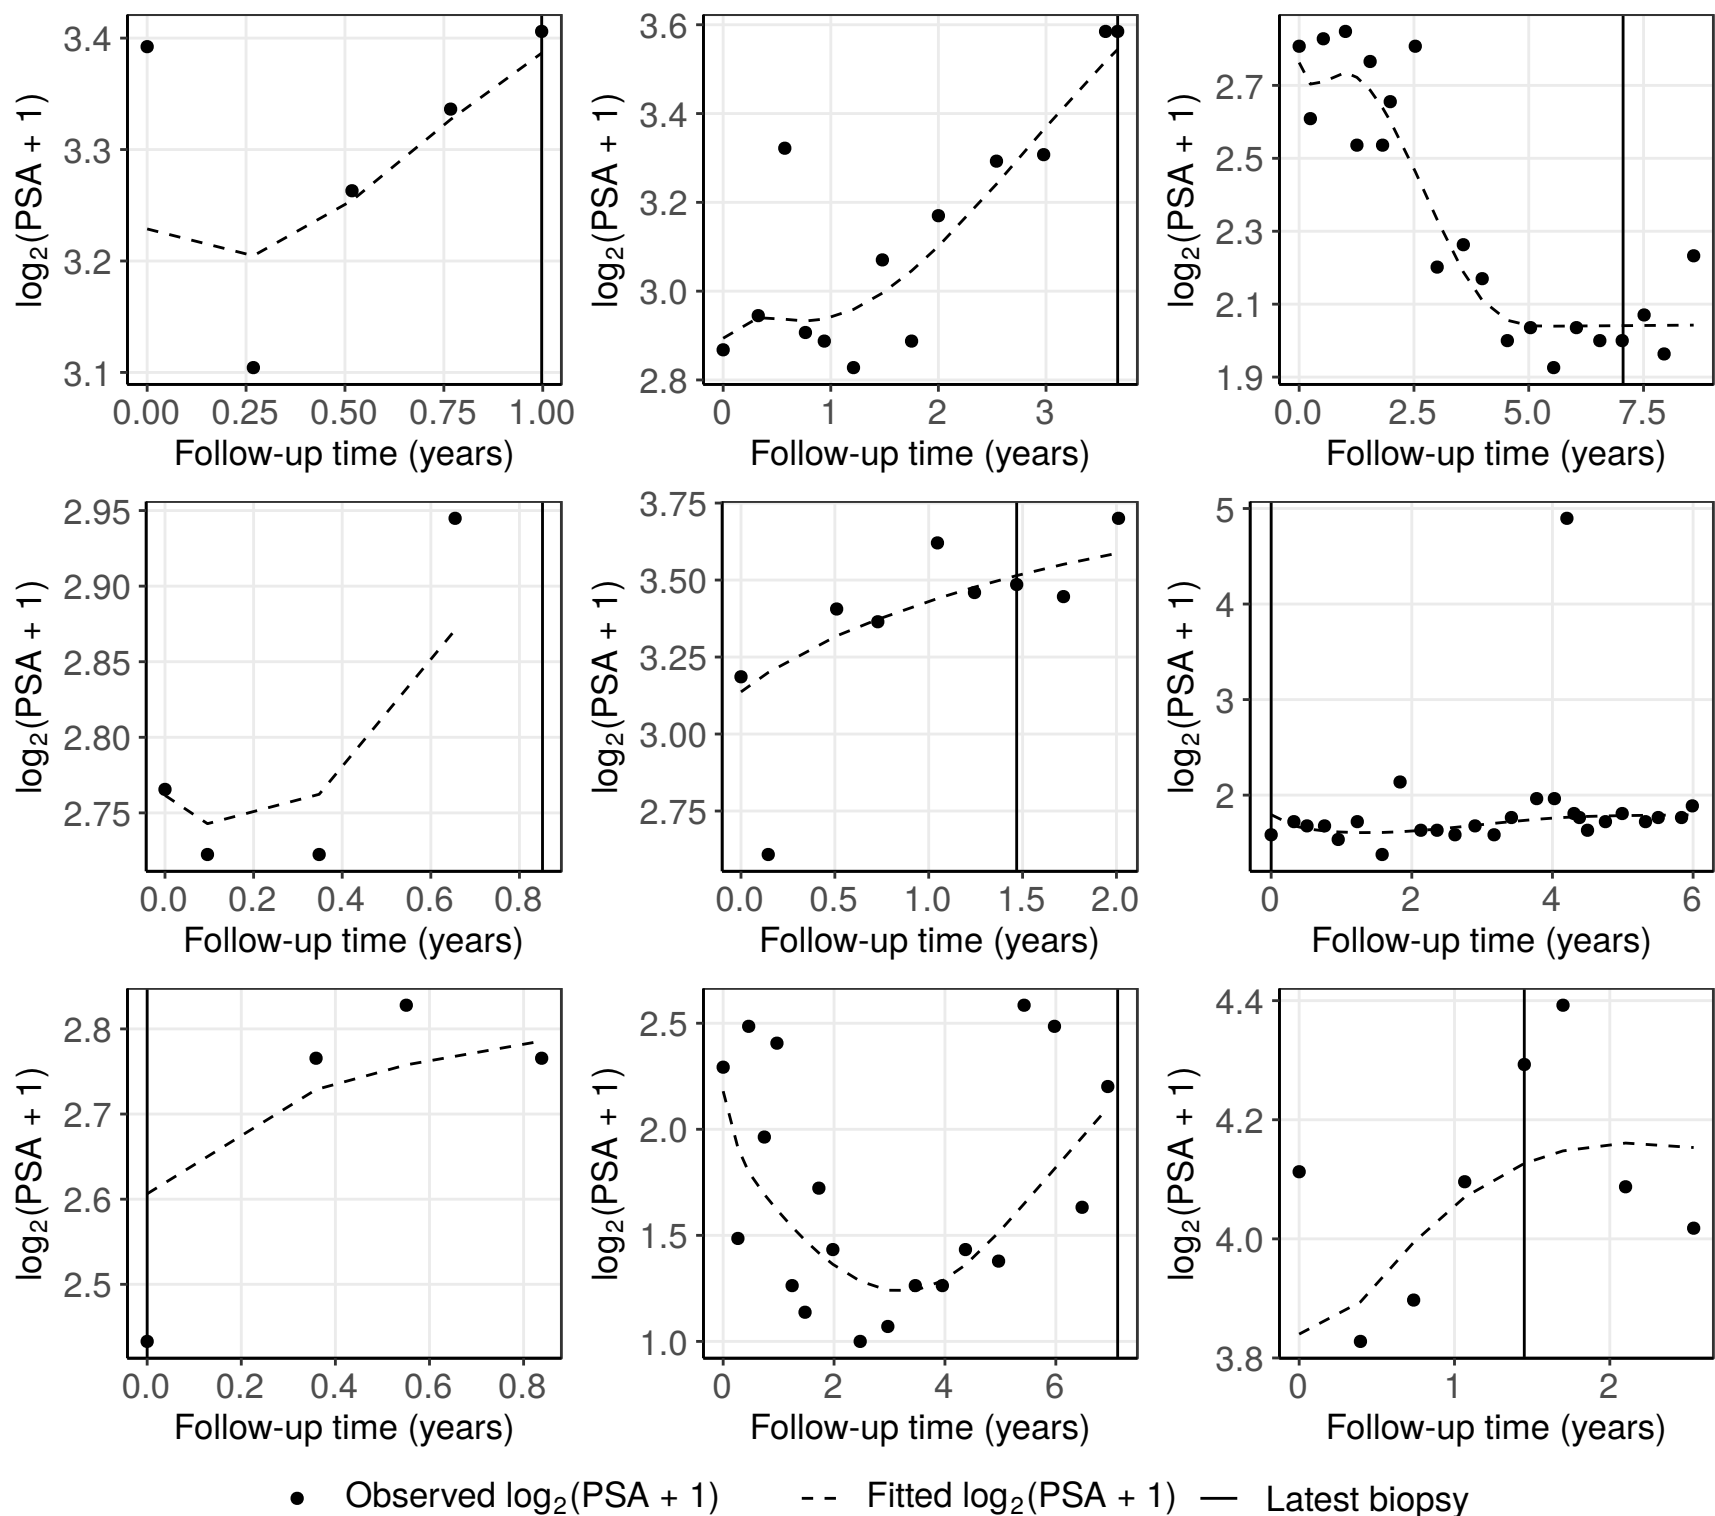 log₂(PSA + 1)
3.4
3.3
3.2
3.1
0.00 0.25 0.50 0.75 1.00
Follow-up time (years)
log₂(PSA + 1)
3.6
3.4
3.2
3.0
2.8
0 1 2 3
Follow-up time (years)
log₂(PSA + 1)
2.7
2.5
2.3
2.1
1.9
0.0 2.5 5.0 7.5
Follow-up time (years)
log₂(PSA + 1)
2.95
2.90
2.85
2.80
2.75
0.0 0.2 0.4 0.6 0.8
Follow-up time (years)
log₂(PSA + 1)
3.75
3.50
3.25
3.00
2.75
0.0 0.5 1.0 1.5 2.0
Follow-up time (years)
log₂(PSA + 1)
5
4
3
2
0 2 4 6
Follow-up time (years)
log₂(PSA + 1)
2.8
2.7
2.6
2.5
0.0 0.2 0.4 0.6 0.8
Follow-up time (years)
log₂(PSA + 1)
2.5
2.0
1.5
1.0
0 2 4 6
Follow-up time (years)
log₂(PSA + 1)
4.4
4.2
4.0
3.8
0 1 2
Follow-up time (years)
Observed log₂(PSA + 1) Fitted log₂(PSA + 1) Latest biopsy